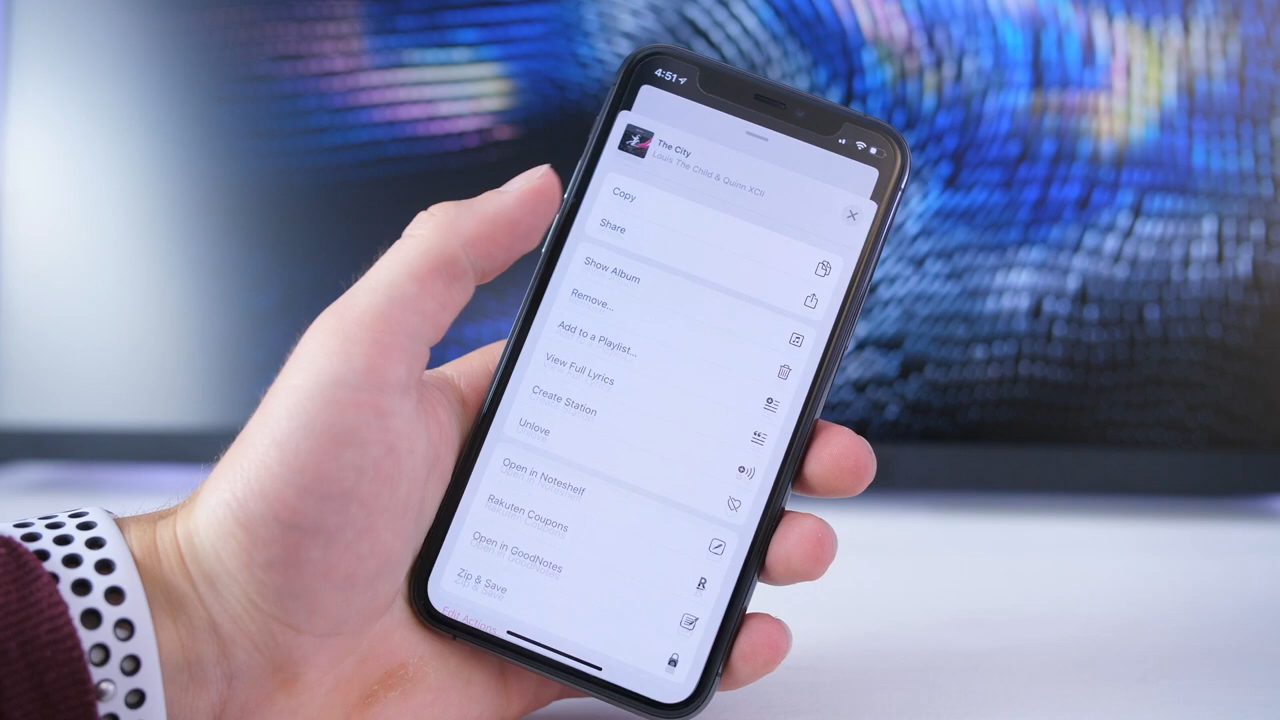 4:51
The City
Louis The Child & Quinn XCII
Copy
Share
Show Album
Remove...
Add to a Playlist...
View Full Lyrics
Create Station
Unlove
Open in Noteshelf
Rakuten Coupons
Open in GoodNotes
Zip & Save
Edit Actions